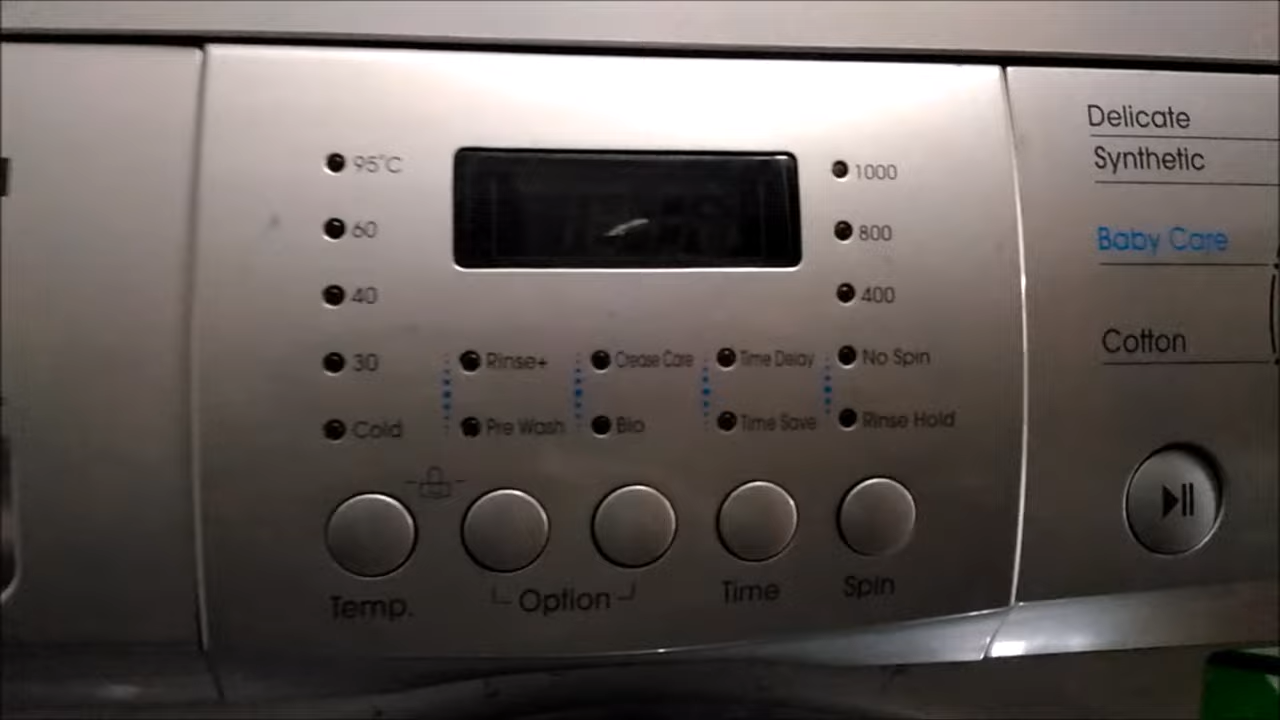 95°C
60
40
30
Cold
Rinse+
Pre Wash
Crease Care
Bio
Time Delay
Time Save
1000
800
400
No Spin
Rinse Hold
Temp.
Option
Time
Spin
Delicate
Synthetic
Baby Care
Cotton